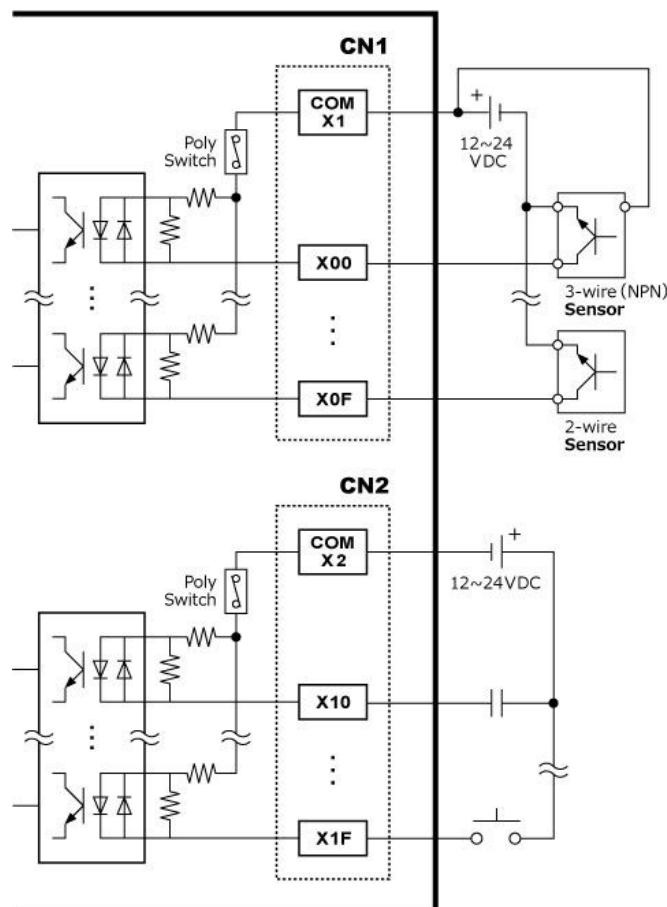 CN1
COM
X1
+
12~24
VDC
Poly
Switch
X00
3-wire (NPN)
Sensor
X0F
2-wire
Sensor
CN2
COM
X2
+
12~24VDC
Poly
Switch
X10
X1F